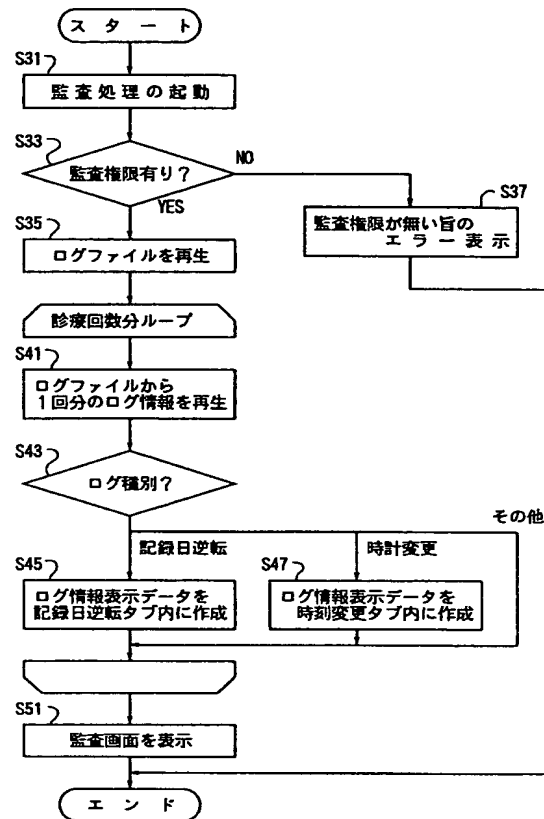 スタート
S31
監査処理の起動
S33
監査権限有り？
NO
YES
S37
監査権限が無い旨の
エラー表示
S35
ログファイルを再生
診療回数分ループ
S41
ログファイルから
1回分のログ情報を再生
S43
ログ種別？
その他
記録日逆転
時計変更
S45
ログ情報表示データを
記録日逆転タブ内に作成
S47
ログ情報表示データを
時刻変更タブ内に作成
S51
監査画面を表示
エンド